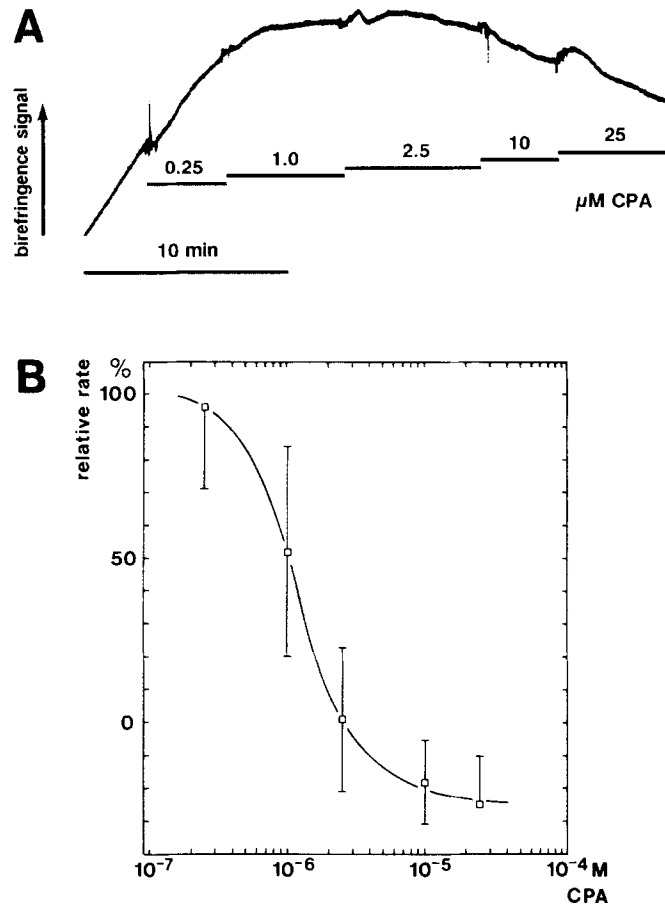 A
birefringence signal
0.25
1.0
2.5
10
25
µM CPA
10 min
B
relative rate
%
100
50
0
10⁻⁷
10⁻⁶
10⁻⁵
10⁻⁴ M
CPA